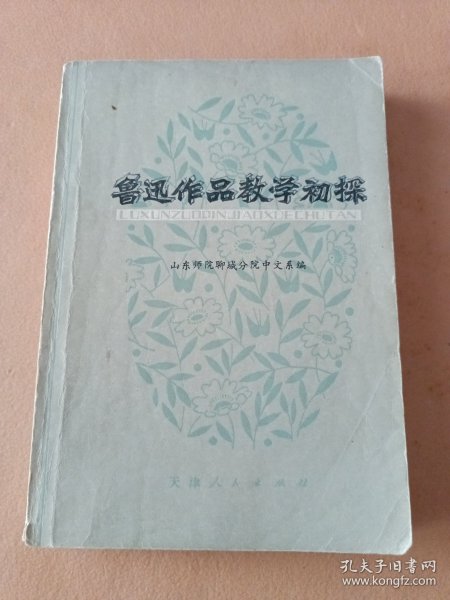 鲁迅作品教学初探
LUXUNZUOPINJIAOXUECHUTAN
山东师院聊城分院中文系编
天津人民出版社
孔夫子旧书网
www.kongfz.com